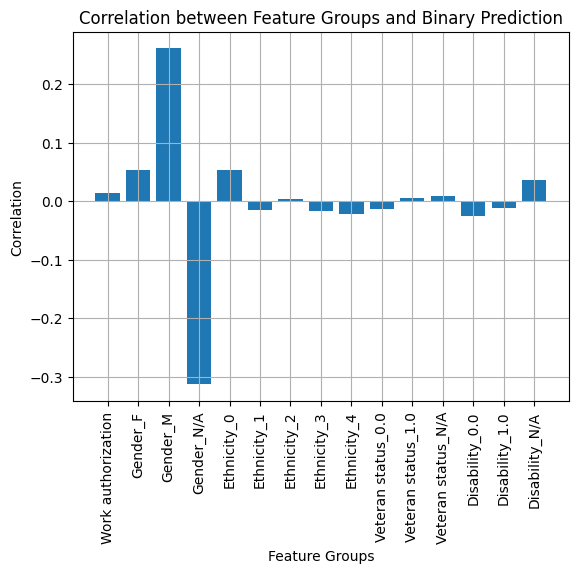 Correlation between Feature Groups and Binary Prediction
Correlation
0.2
0.1
0.0
−0.1
−0.2
−0.3
Work authorization
Gender_F
Gender_M
Gender_N/A
Ethnicity_0
Ethnicity_1
Ethnicity_2
Ethnicity_3
Ethnicity_4
Veteran status_0.0
Veteran status_1.0
Veteran status_N/A
Disability_0.0
Disability_1.0
Disability_N/A
Feature Groups